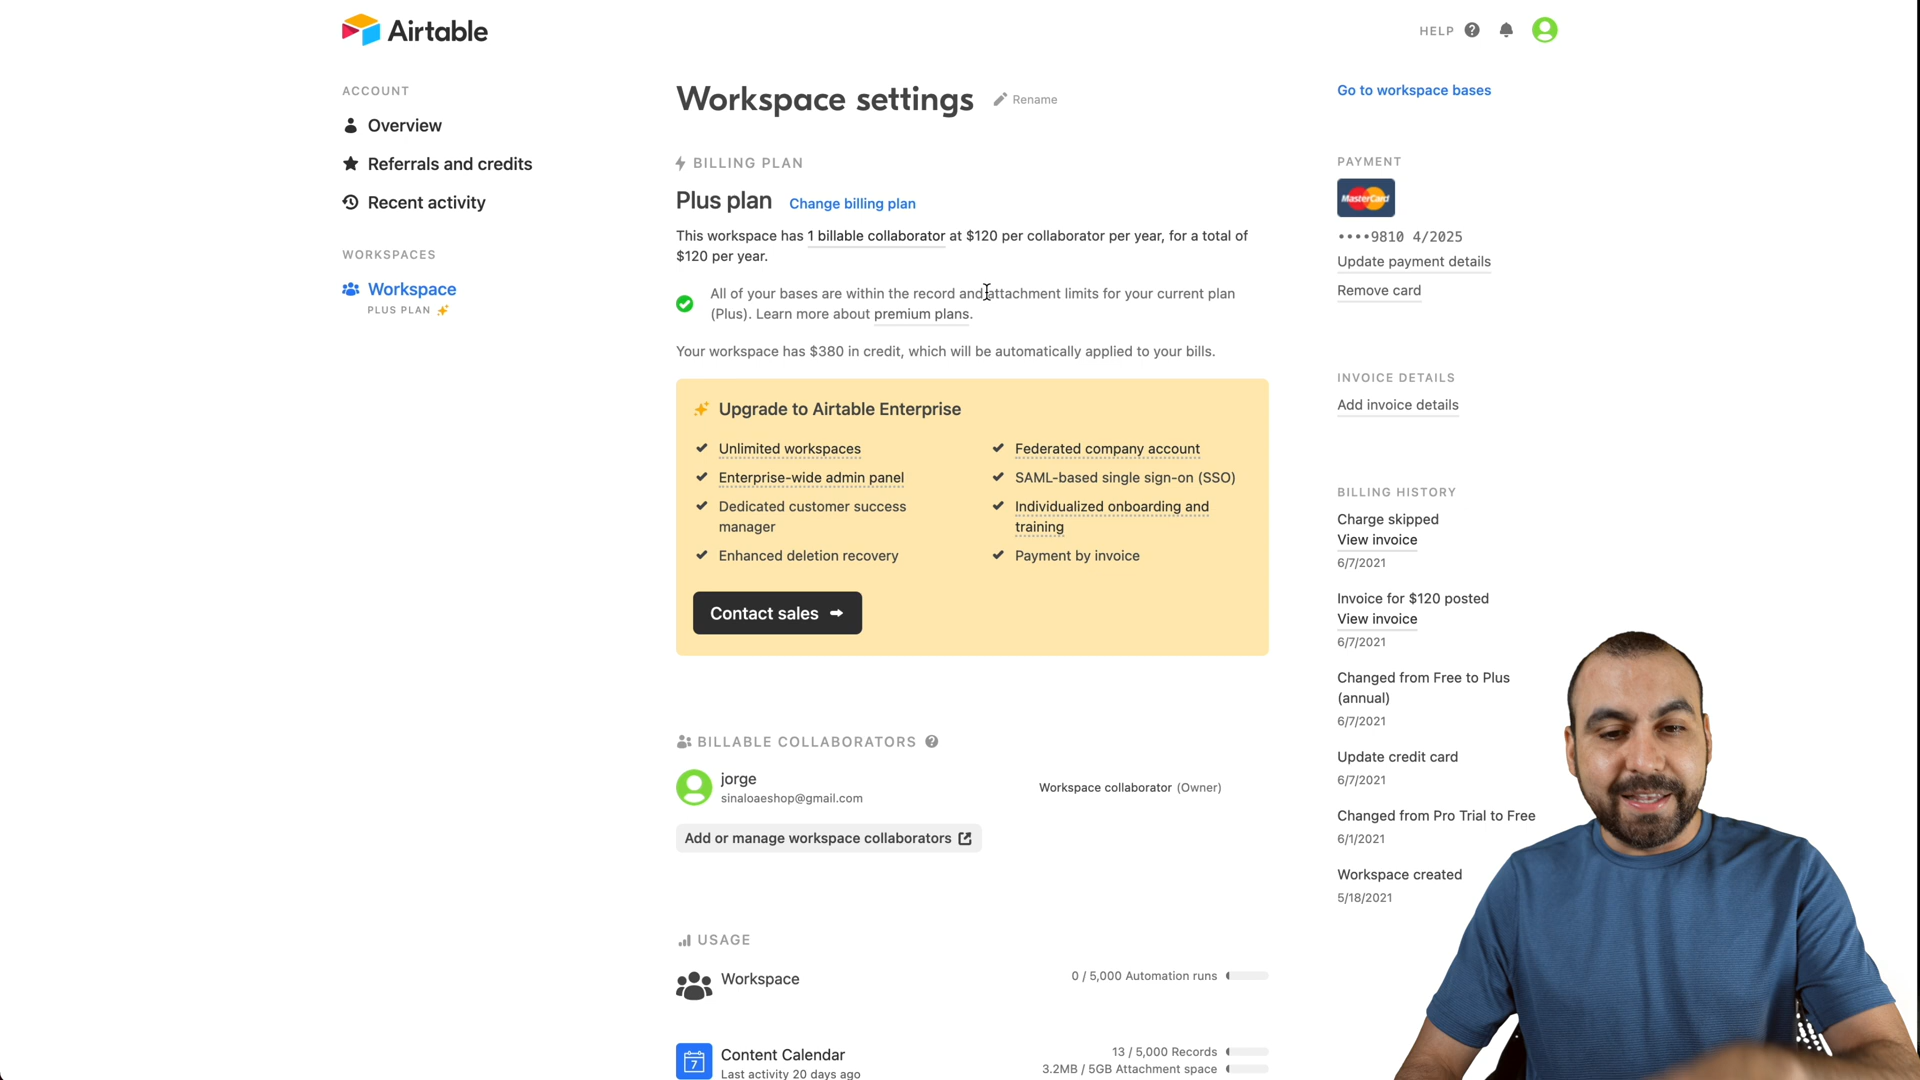 Airtable
HELP
ACCOUNT
Overview
Referrals and credits
Recent activity
WORKSPACES
Workspace
PLUS PLAN
Workspace settings
Rename
BILLING PLAN
Plus plan
Change billing plan
This workspace has 1 billable collaborator at $120 per collaborator per year, for a total of
$120 per year.
All of your bases are within the record and attachment limits for your current plan
(Plus). Learn more about premium plans.
Your workspace has $380 in credit, which will be automatically applied to your bills.
Upgrade to Airtable Enterprise
Unlimited workspaces
Enterprise-wide admin panel
Dedicated customer success
manager
Enhanced deletion recovery
Federated company account
SAML-based single sign-on (SSO)
Individualized onboarding and
training
Payment by invoice
Contact sales
BILLABLE COLLABORATORS
jorge
sinaloaeshop@gmail.com
Workspace collaborator (Owner)
Add or manage workspace collaborators
USAGE
Workspace
0 / 5,000 Automation runs
7
Content Calendar
Last activity 20 days ago
13 / 5,000 Records
3.2MB / 5GB Attachment space
Go to workspace bases
PAYMENT
MasterCard
••••9810 4/2025
Update payment details
Remove card
INVOICE DETAILS
Add invoice details
BILLING HISTORY
Charge skipped
View invoice
6/7/2021
Invoice for $120 posted
View invoice
6/7/2021
Changed from Free to Plus
(annual)
6/7/2021
Update credit card
6/7/2021
Changed from Pro Trial to Free
6/1/2021
Workspace created
5/18/2021